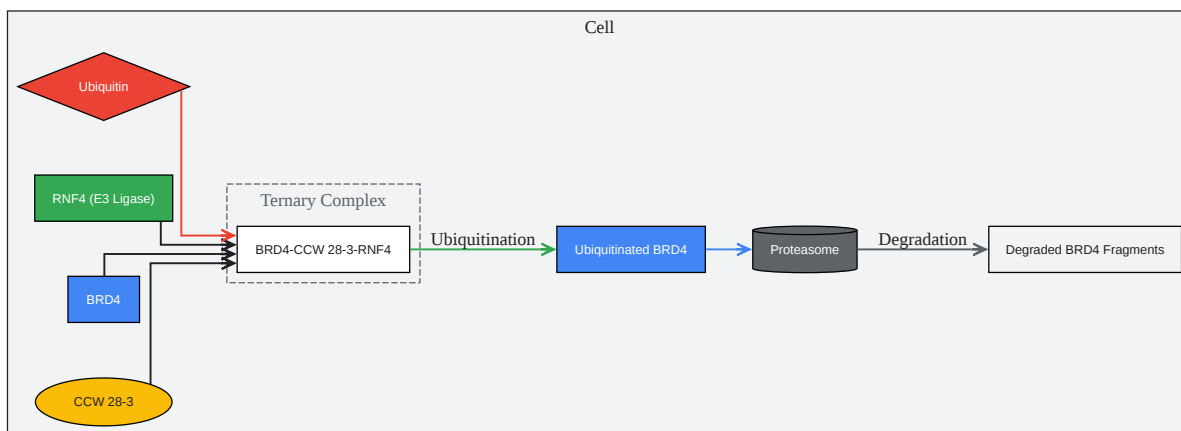 Cell
Ubiquitin
RNF4 (E3 Ligase)
Ternary Complex
BRD4-CCW 28-3-RNF4
Ubiquitination
Ubiquitinated BRD4
Proteasome
Degradation
Degraded BRD4 Fragments
BRD4
CCW 28-3